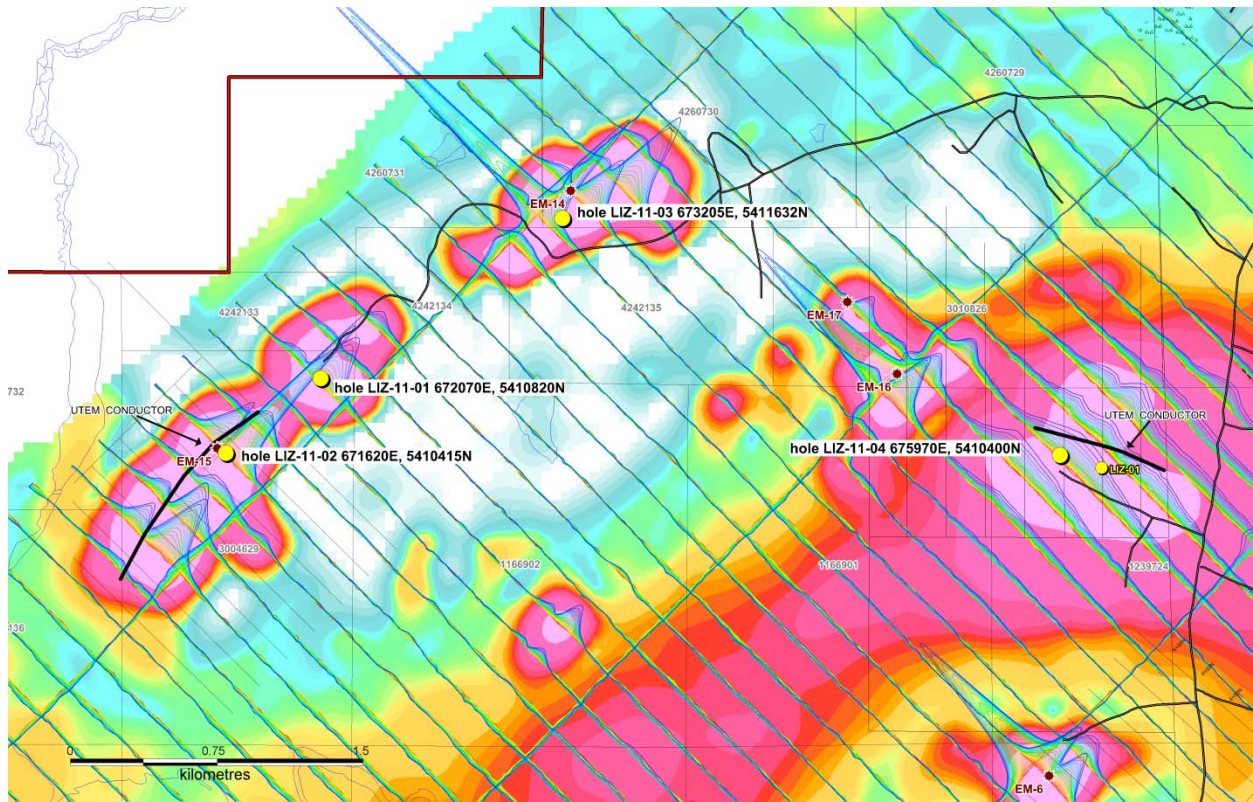 4260729
4260730
4260731
EM-14
hole LIZ-11-03 673205E, 5411632N
4242133
4242134
4242135
EM-17
3010826
EM-16
732
hole LIZ-11-01 672070E, 5410820N
UTEM CONDUCTOR
UTEM CONDUCTOR
EM-15
hole LIZ-11-02 671620E, 5410415N
hole LIZ-11-04 675970E, 5410400N
LIZ-01
3004629
1166902
1166901
1239724
136
0 0.75 1.5
kilometres
EM-6